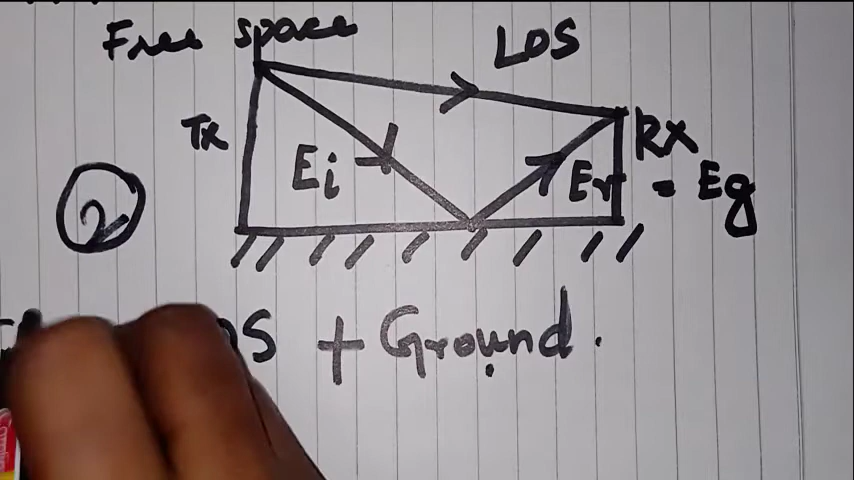 Free space
LOS
Tx
RX
Ei
Er = Eg
2
+ Ground.